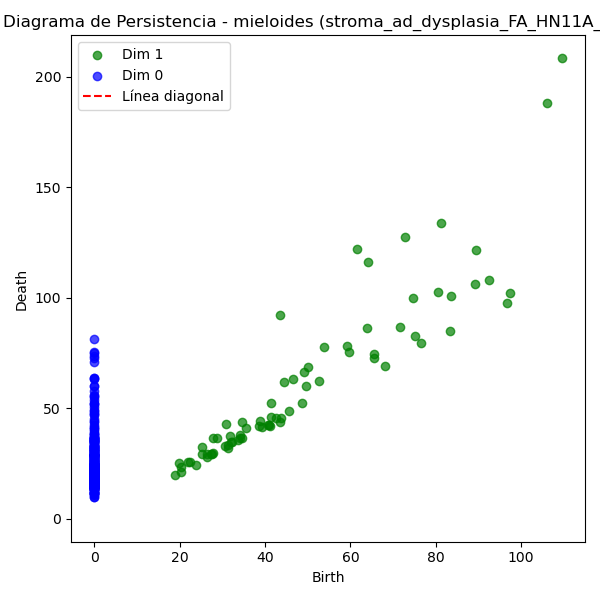 Diagrama de Persistencia - mieloides (stroma_ad_dysplasia_FA_HN11A_
Dim 1
Dim 0
Línea diagonal
200
150
100
50
0
Death
0 20 40 60 80 100
Birth